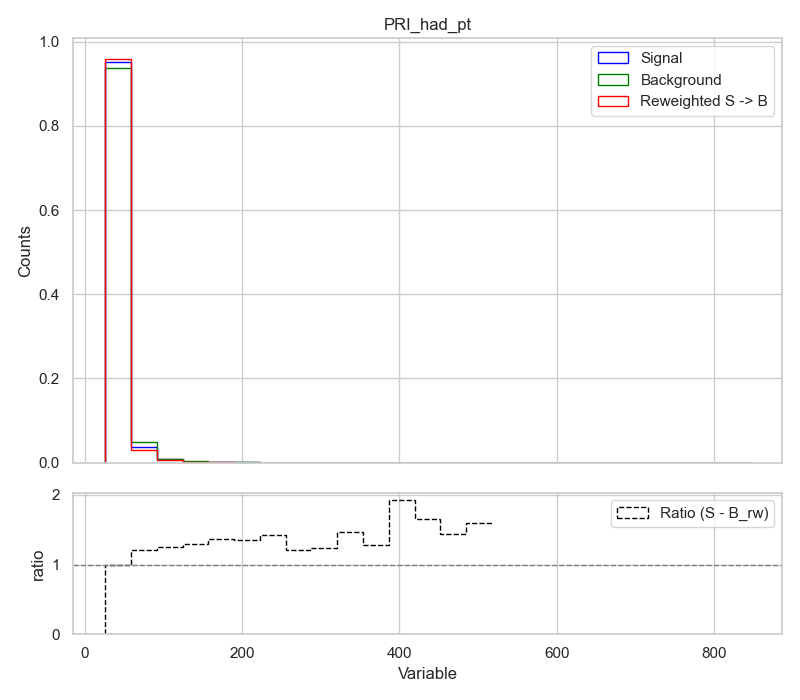 PRI_had_pt
1.0
0.8
0.6
0.4
0.2
0.0
Counts
Signal
Background
Reweighted S -> B
2
1
0
ratio
Ratio (S - B_rw)
0
200
400
600
800
Variable